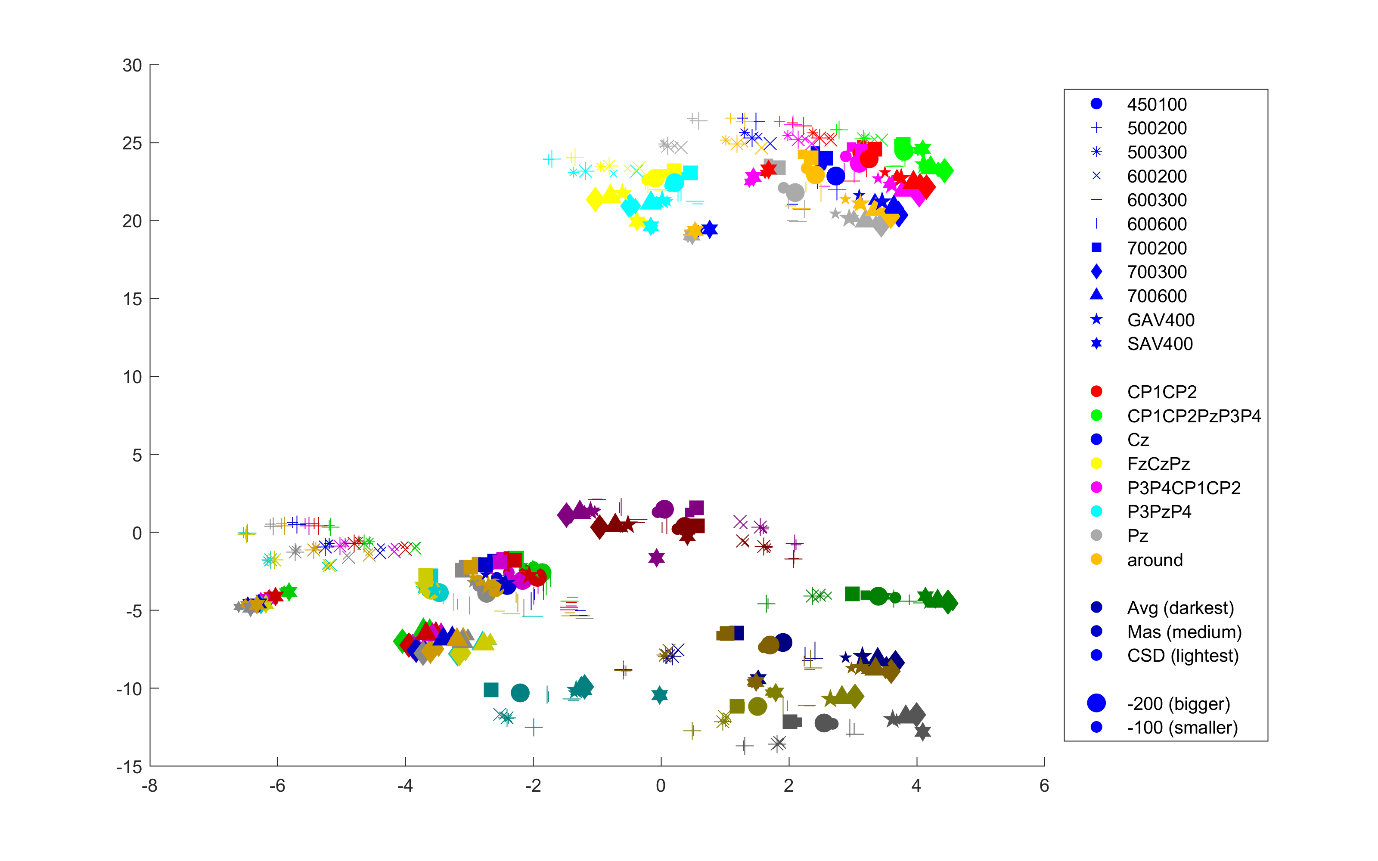 30
25
20
15
10
5
0
-5
-10
-15
-8
-6
-4
-2
0
2
4
6
450100
500200
500300
600200
600300
600600
700200
700300
700600
GAV400
SAV400
CP1CP2
CP1CP2PzP3P4
Cz
FzCzPz
P3P4CP1CP2
P3PzP4
Pz
around
Avg (darkest)
Mas (medium)
CSD (lightest)
-200 (bigger)
-100 (smaller)